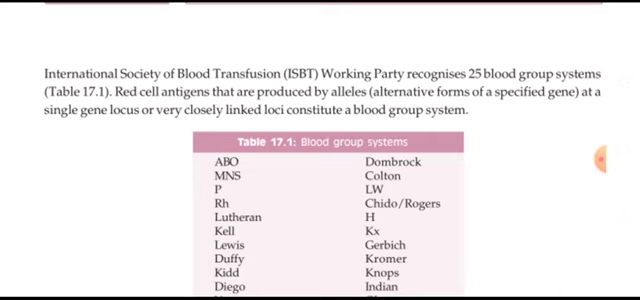 International Society of Blood Transfusion (ISBT) Working Party recognises 25 blood group systems
(Table 17.1). Red cell antigens that are produced by alleles (alternative forms of a specified gene) at a
single gene locus or very closely linked loci constitute a blood group system.
Table 17.1: Blood group systems
ABO Dombrock
MNS Colton
P LW
Rh Chido/Rogers
Lutheran H
Kell Kx
Lewis Gerbich
Duffy Kromer
Kidd Knops
Diego Indian